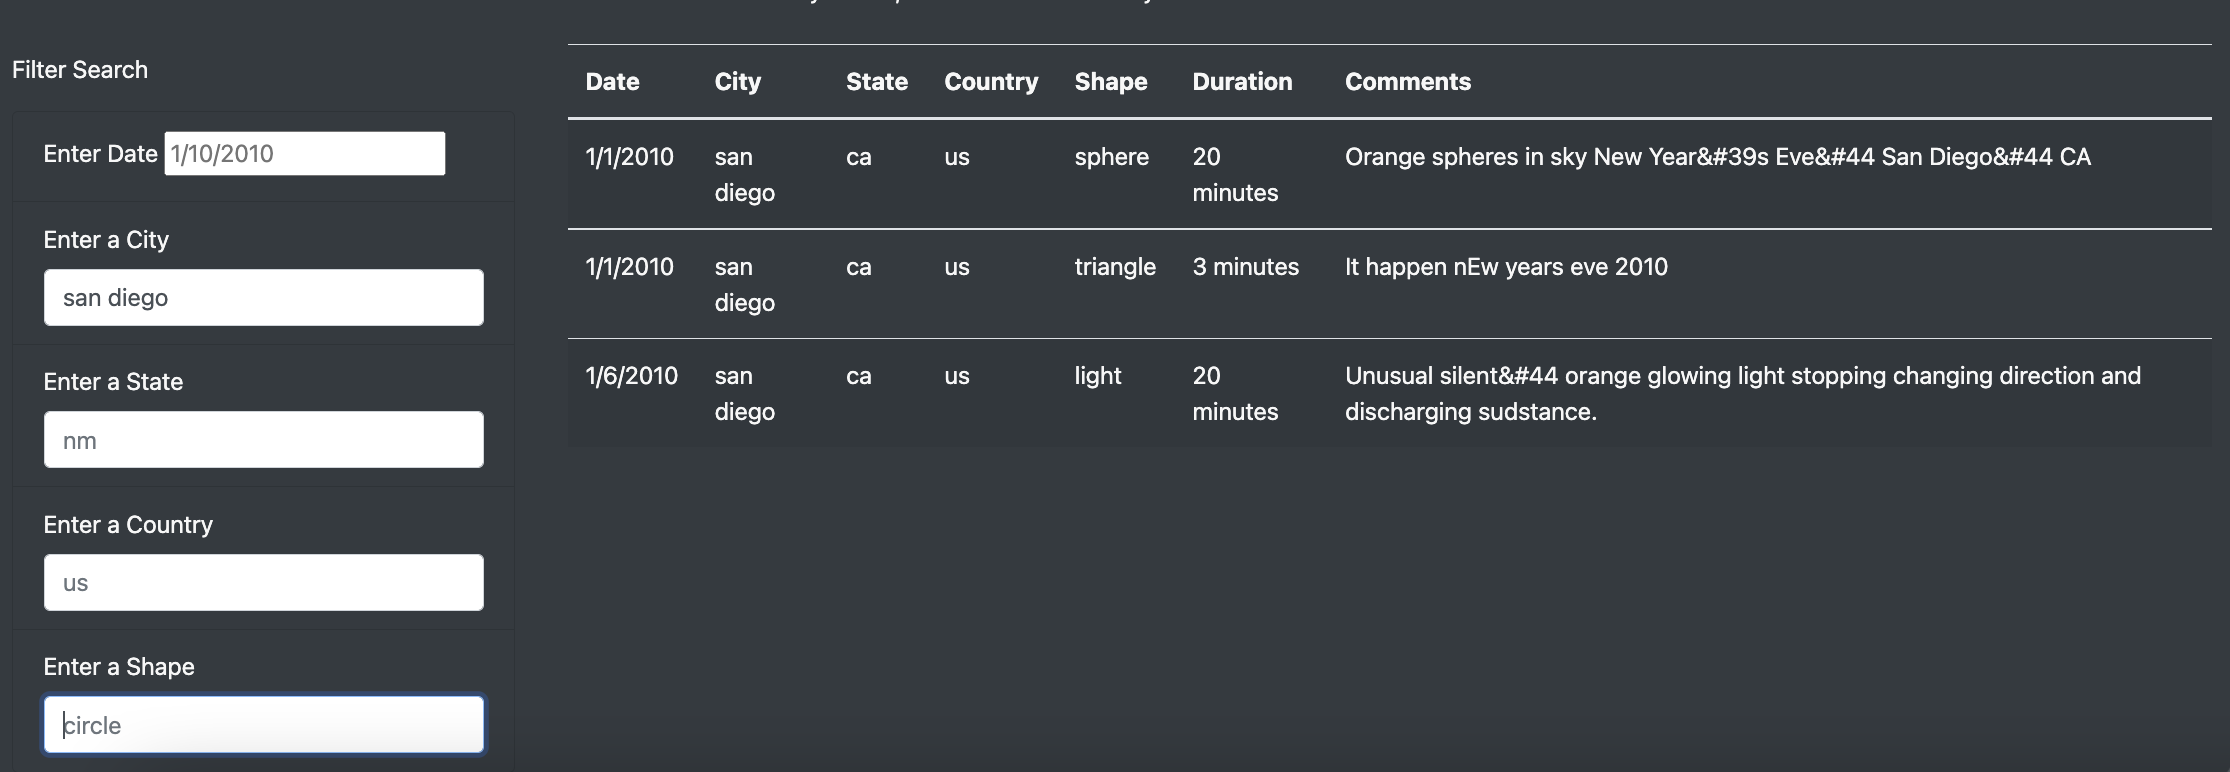 Filter Search
Enter Date 1/10/2010
Enter a City
san diego
Enter a State
nm
Enter a Country
us
Enter a Shape
circle
Date City State Country Shape Duration Comments
1/1/2010 san ca us sphere 20 Orange spheres in sky New Year&#39s Eve&#44 San Diego&#44 CA
diego minutes
1/1/2010 san ca us triangle 3 minutes It happen nEw years eve 2010
diego
1/6/2010 san ca us light 20 Unusual silent&#44 orange glowing light stopping changing direction and
diego minutes discharging sudstance.